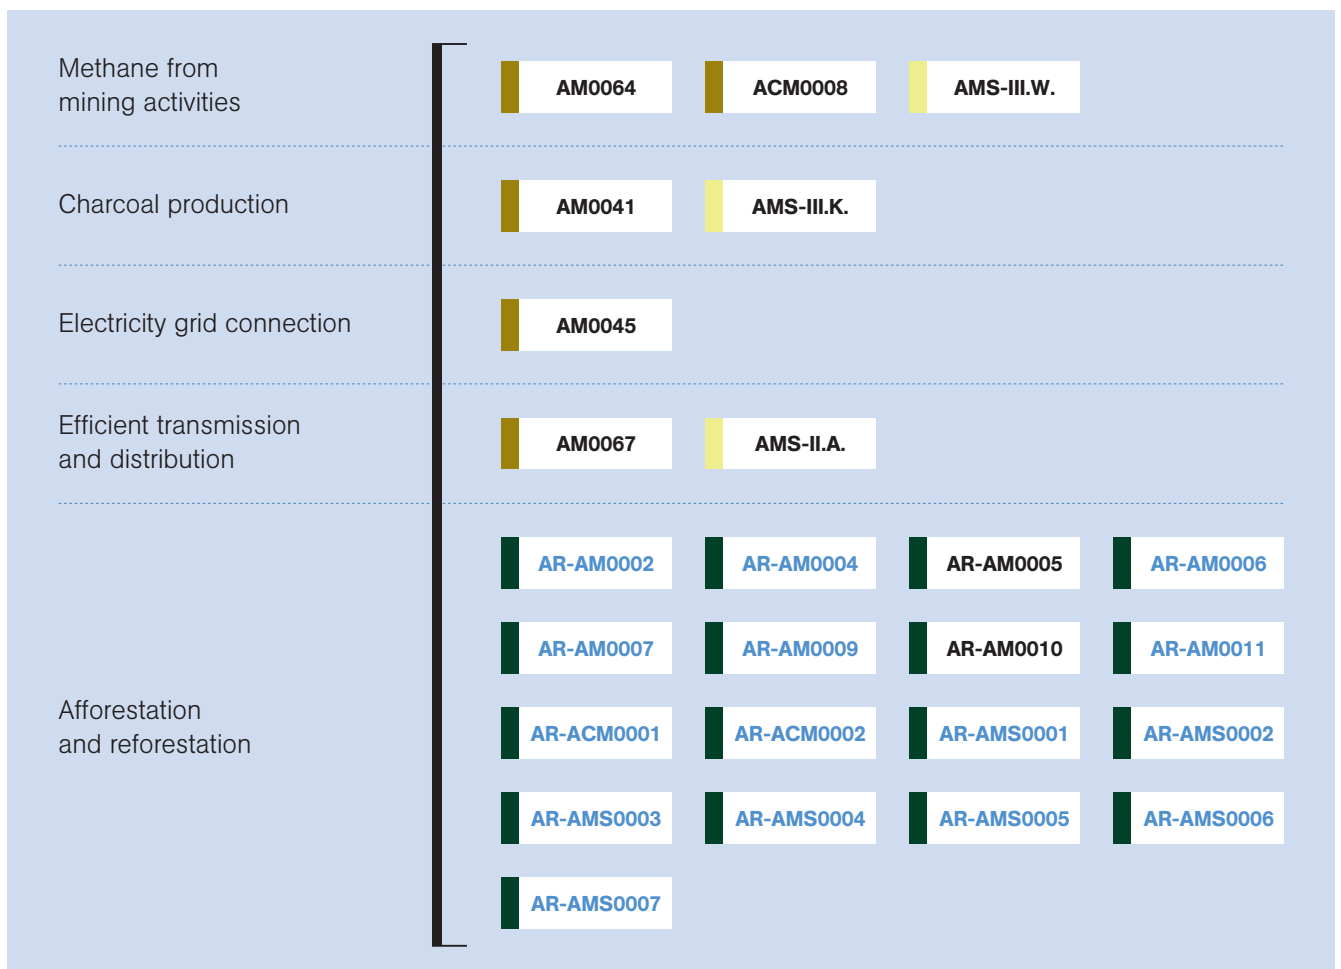 Methane from
mining activities
AM0064 ACM0008 AMS-III.W.
Charcoal production
AM0041 AMS-III.K.
Electricity grid connection
AM0045
Efficient transmission
and distribution
AM0067 AMS-II.A.
Afforestation
and reforestation
AR-AM0002 AR-AM0004 AR-AM0005 AR-AM0006
AR-AM0007 AR-AM0009 AR-AM0010 AR-AM0011
AR-ACM0001 AR-ACM0002 AR-AMS0001 AR-AMS0002
AR-AMS0003 AR-AMS0004 AR-AMS0005 AR-AMS0006
AR-AMS0007